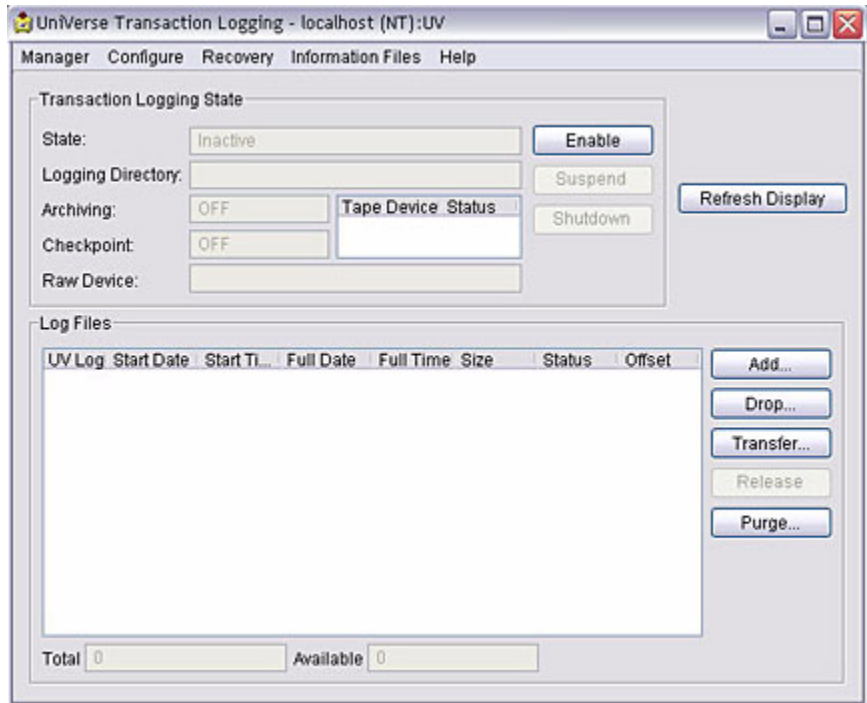 UniVerse Transaction Logging - localhost (NT):UV
Manager Configure Recovery Information Files Help
Transaction Logging State
State: Inactive Enable
Logging Directory: Suspend
Refresh Display
Archiving: OFF Tape Device Status
Shutdown
Checkpoint: OFF
Raw Device:
Log Files
UV Log Start Date Start Ti... Full Date Full Time Size Status Offset
Add...
Drop...
Transfer...
Release
Purge...
Total 0 Available 0